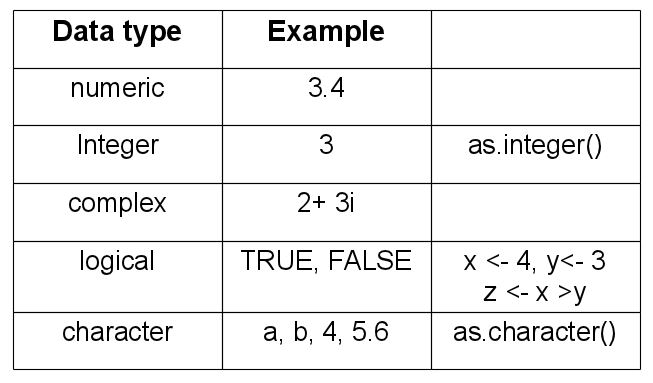 Data type Example
numeric 3.4
Integer 3 as.integer()
complex 2+ 3i
logical TRUE, FALSE x <- 4, y<- 3
z <- x >y
character a, b, 4, 5.6 as.character()